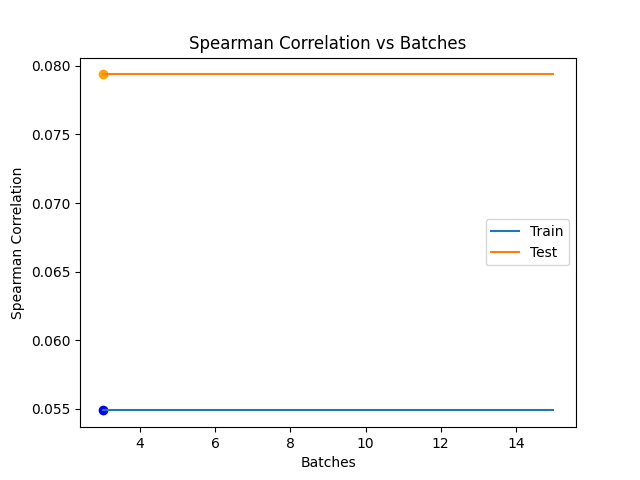 Spearman Correlation vs Batches
0.080
0.075
0.070
0.065
0.060
0.055
Spearman Correlation
Train
Test
4 6 8 10 12 14
Batches